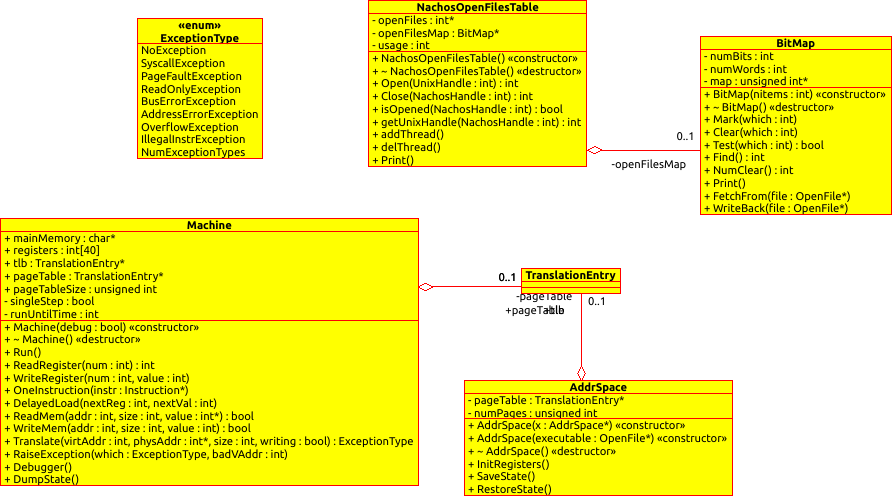 «enum»
ExceptionType
NoException
SyscallException
PageFaultException
ReadOnlyException
BusErrorException
AddressErrorException
OverflowException
IllegalInstrException
NumExceptionTypes
NachosOpenFilesTable
- openFiles : int*
- openFilesMap : BitMap*
- usage : int
+ NachosOpenFilesTable() «constructor»
+ ~ NachosOpenFilesTable() «destructor»
+ Open(UnixHandle : int) : int
+ Close(NachosHandle : int) : int
+ isOpened(NachosHandle : int) : bool
+ getUnixHandle(NachosHandle : int) : int
+ addThread()
+ delThread()
+ Print()
0..1
-openFilesMap
BitMap
- numBits : int
- numWords : int
- map : unsigned int*
+ BitMap(nitems : int) «constructor»
+ ~ BitMap() «destructor»
+ Mark(which : int)
+ Clear(which : int)
+ Test(which : int) : bool
+ Find() : int
+ NumClear() : int
+ Print()
+ FetchFrom(file : OpenFile*)
+ WriteBack(file : OpenFile*)
Machine
+ mainMemory : char*
+ registers : int[40]
+ tlb : TranslationEntry*
+ pageTable : TranslationEntry*
+ pageTableSize : unsigned int
- singleStep : bool
- runUntilTime : int
+ Machine(debug : bool) «constructor»
+ ~ Machine() «destructor»
+ Run()
+ ReadRegister(num : int) : int
+ WriteRegister(num : int, value : int)
+ OneInstruction(instr : Instruction*)
+ DelayedLoad(nextReg : int, nextVal : int)
+ ReadMem(addr : int, size : int, value : int*) : bool
+ WriteMem(addr : int, size : int, value : int) : bool
+ Translate(virtAddr : int, physAddr : int*, size : int, writing : bool) : ExceptionType
+ RaiseException(which : ExceptionType, badVAddr : int)
+ Debugger()
+ DumpState()
0..1
TranslationEntry
-pageTable
0..1
+pageTable
AddrSpace
- pageTable : TranslationEntry*
- numPages : unsigned int
+ AddrSpace(x : AddrSpace*) «constructor»
+ AddrSpace(executable : OpenFile*) «constructor»
+ ~ AddrSpace() «destructor»
+ InitRegisters()
+ SaveState()
+ RestoreState()